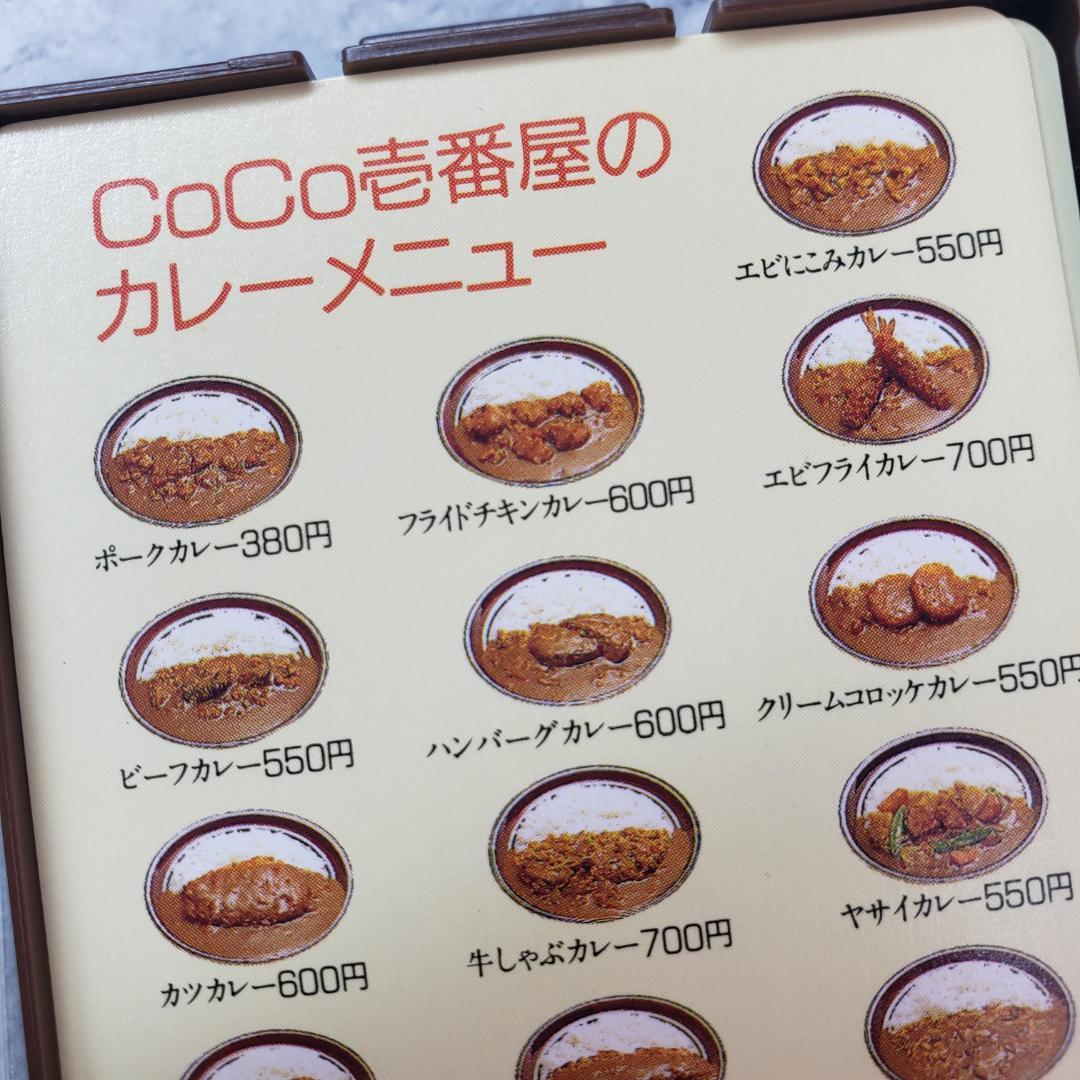 CoCo壱番屋の
カレーメニュー
エビにこみカレー550円
ポークカレー380円
フライドチキンカレー600円
エビフライカレー700円
ビーフカレー550円
ハンバーグカレー600円
クリームコロッケカレー550円
カツカレー600円
牛しゃぶカレー700円
ヤサイカレー550円